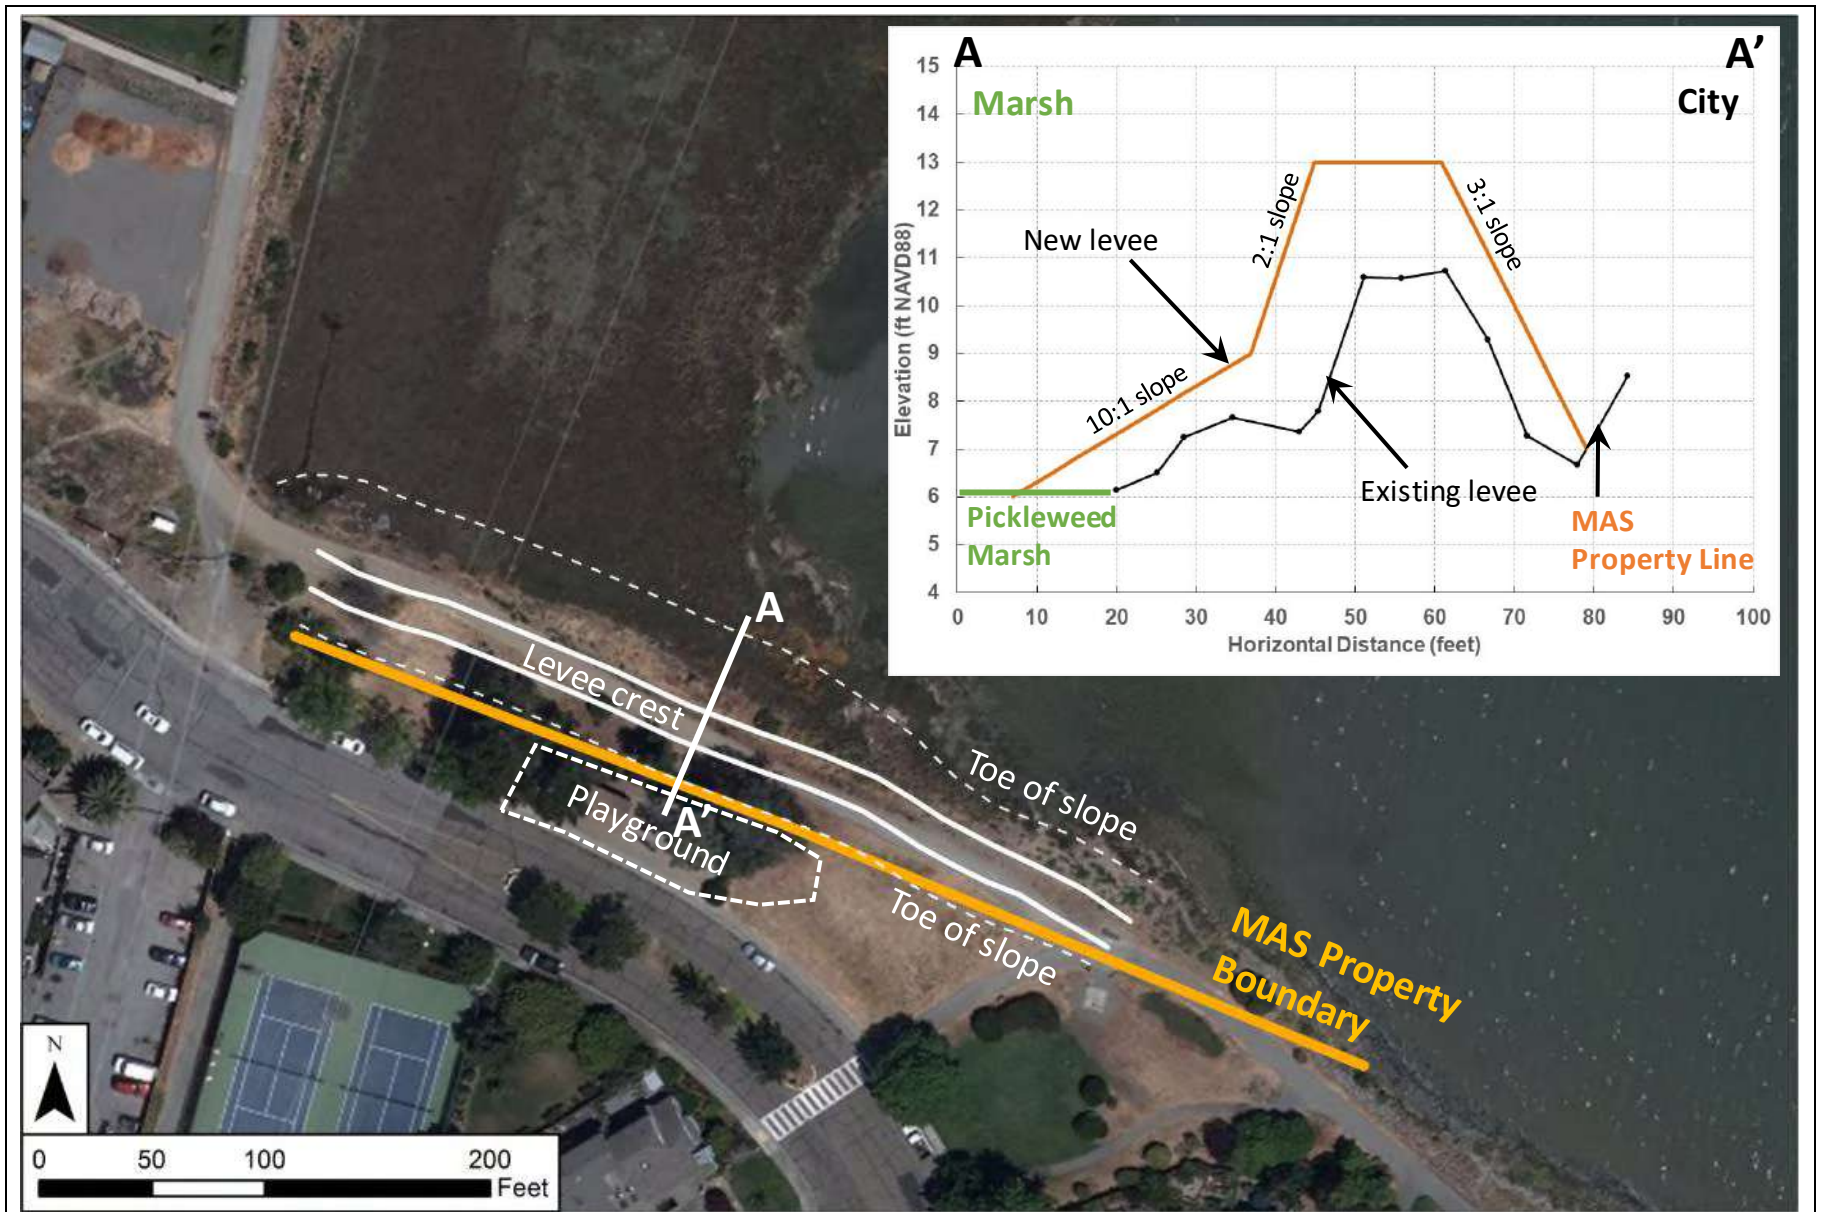 A
A’
Marsh
City
15
14
13
12
11
10
9
8
7
6
5
4
Elevation (ft NAVD88)
New levee
10:1 slope
2:1 slope
3:1 slope
Existing levee
Pickleweed
Marsh
MAS
Property Line
0 10 20 30 40 50 60 70 80 90 100
Horizontal Distance (feet)
A
Levee crest
A’
Playground
Toe of slope
Toe of slope
MAS Property
Boundary
N
0 50 100 200
Feet